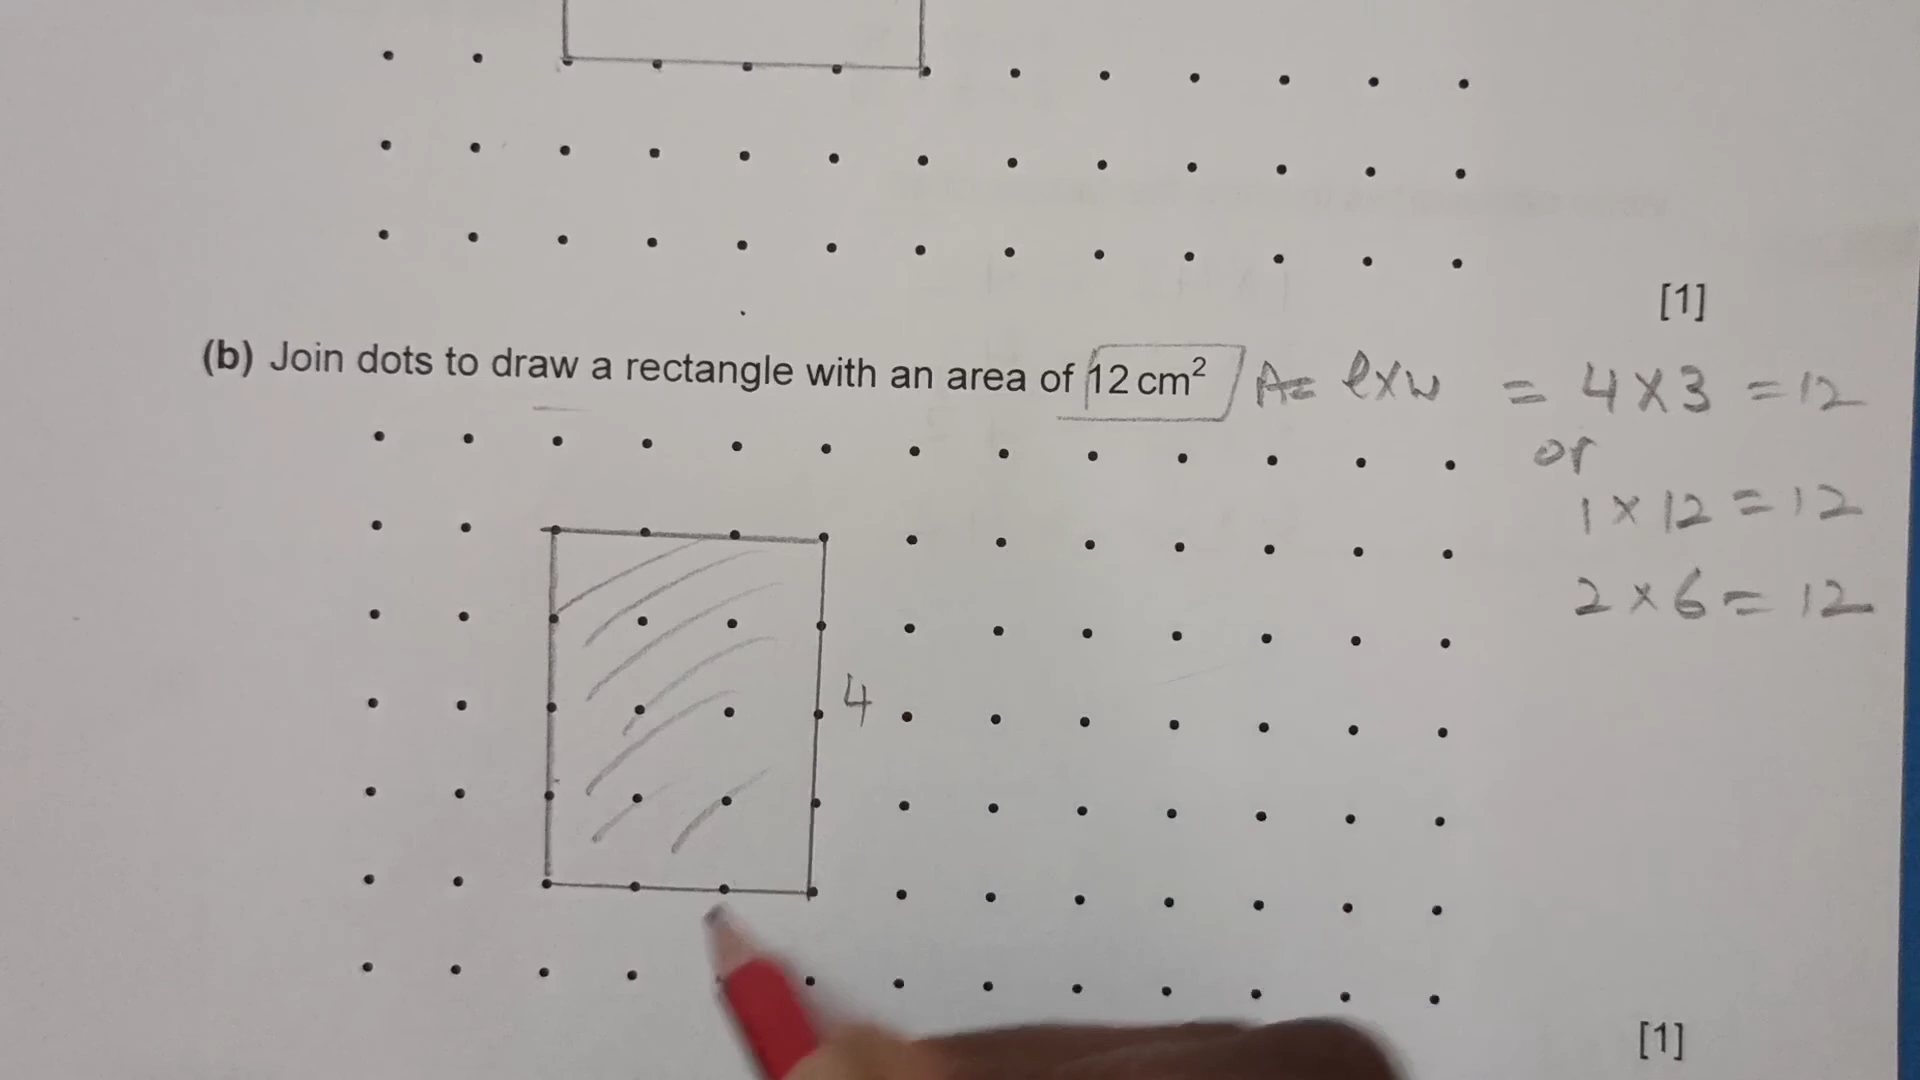 [1]
(b) Join dots to draw a rectangle with an area of 12 cm² A = l x w = 4 x 3 = 12
or
1 x 12 = 12
2 x 6 = 12
4
[1]